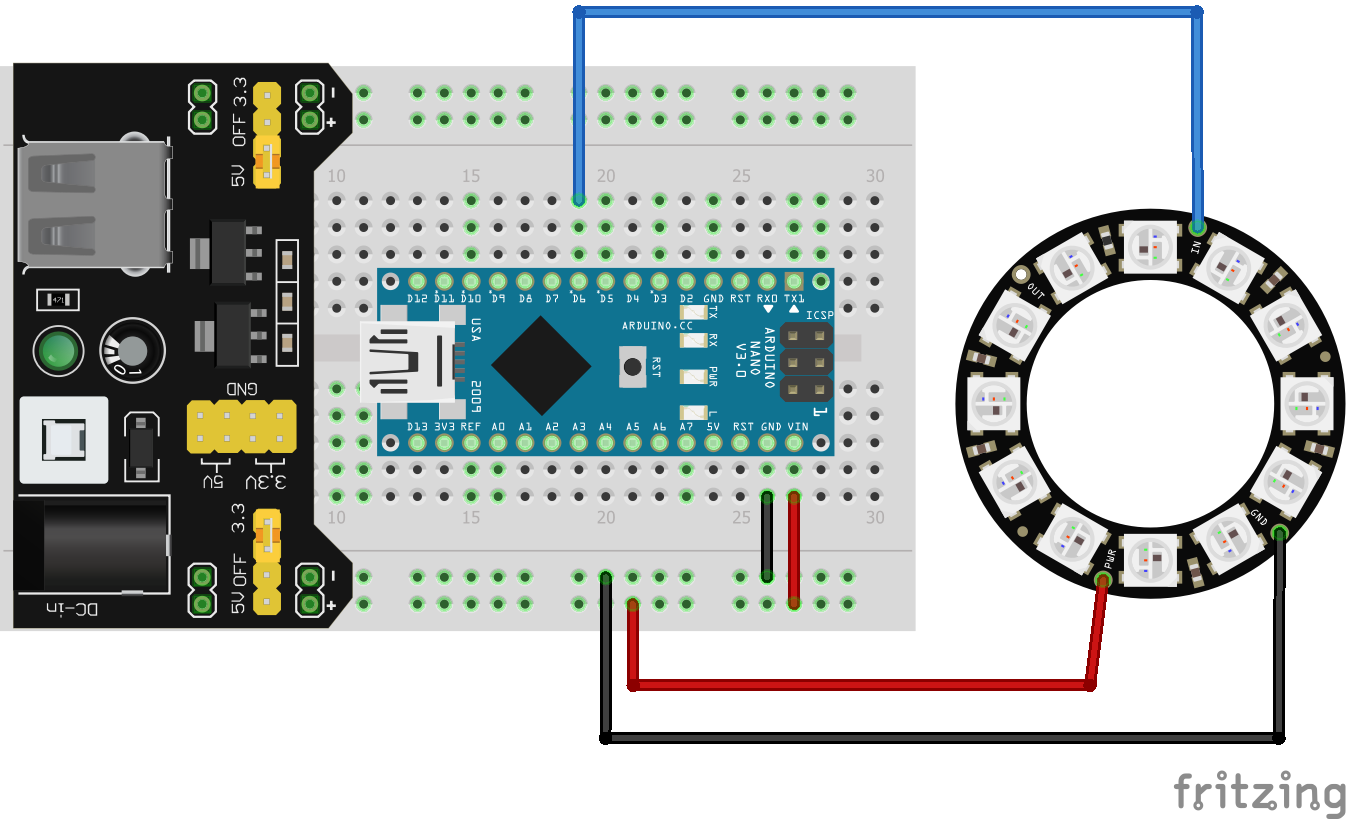 3.3
OFF
5V
-
+
10 15 20 25 30
IN
OUT
D12 D11 D10 D9 D8 D7 D6 D5 D4 D3 D2 GND RST RX0 TX1
TX
ICSP
ARDUINO.CC
USA
RX
ARDUINO
NANO
V3.0
RST
PWR
471
01
GND
2009
L
1
D13 3V3 REF A0 A1 A2 A3 A4 A5 A6 A7 5V RST GND VIN
5V
3.3V
10 15 20 25 30
3.3
OFF
5V
-
+
DC-in
GND
PWR
fritzing